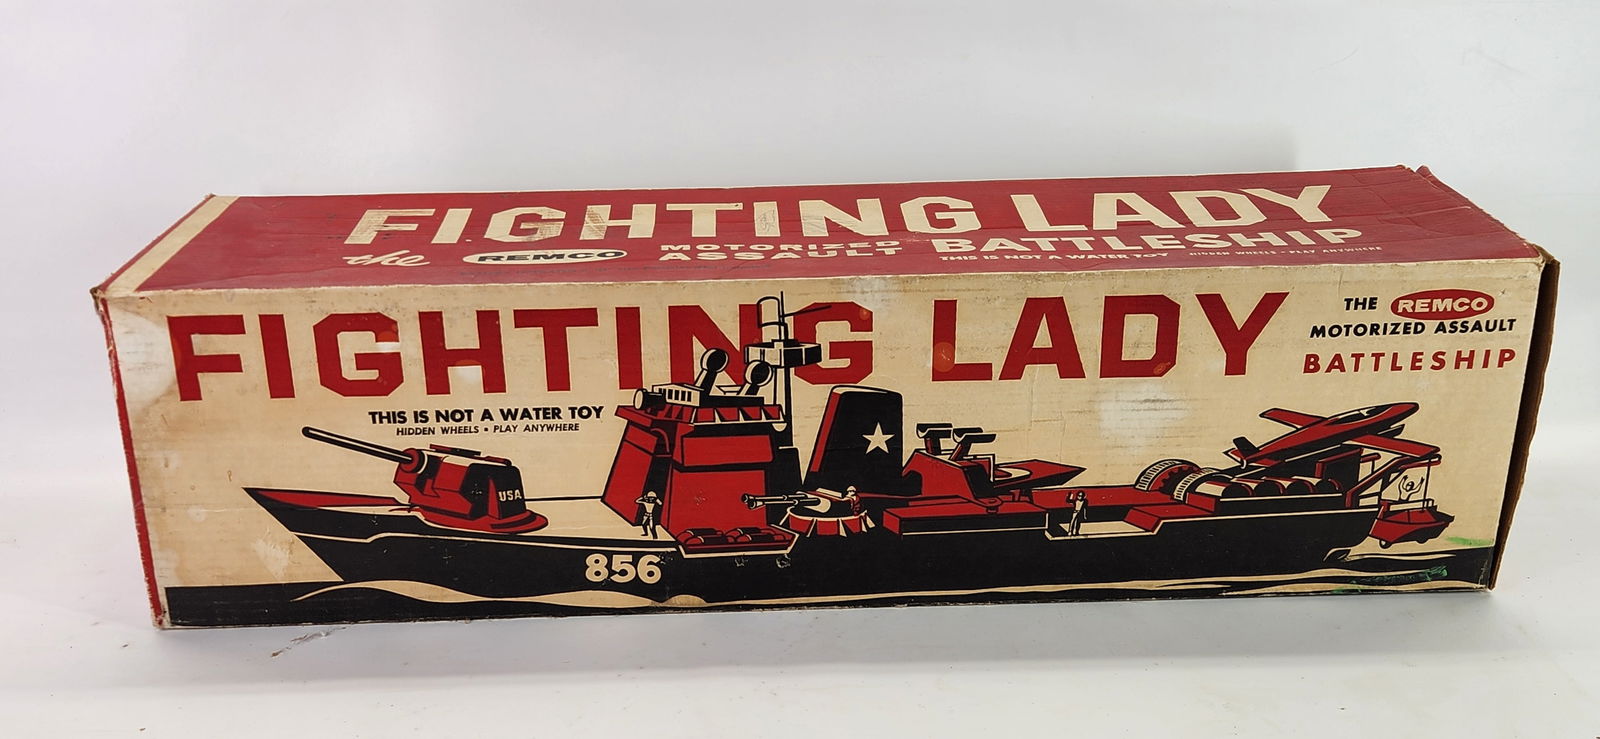 FIGHTING LADY
the REMCO MOTORIZED ASSAULT BATTLESHIP
THIS IS NOT A WATER TOY HIDDEN WHEELS • PLAY ANYWHERE
FIGHTING LADY
THE REMCO
MOTORIZED ASSAULT
BATTLESHIP
THIS IS NOT A WATER TOY
HIDDEN WHEELS • PLAY ANYWHERE
USA
856